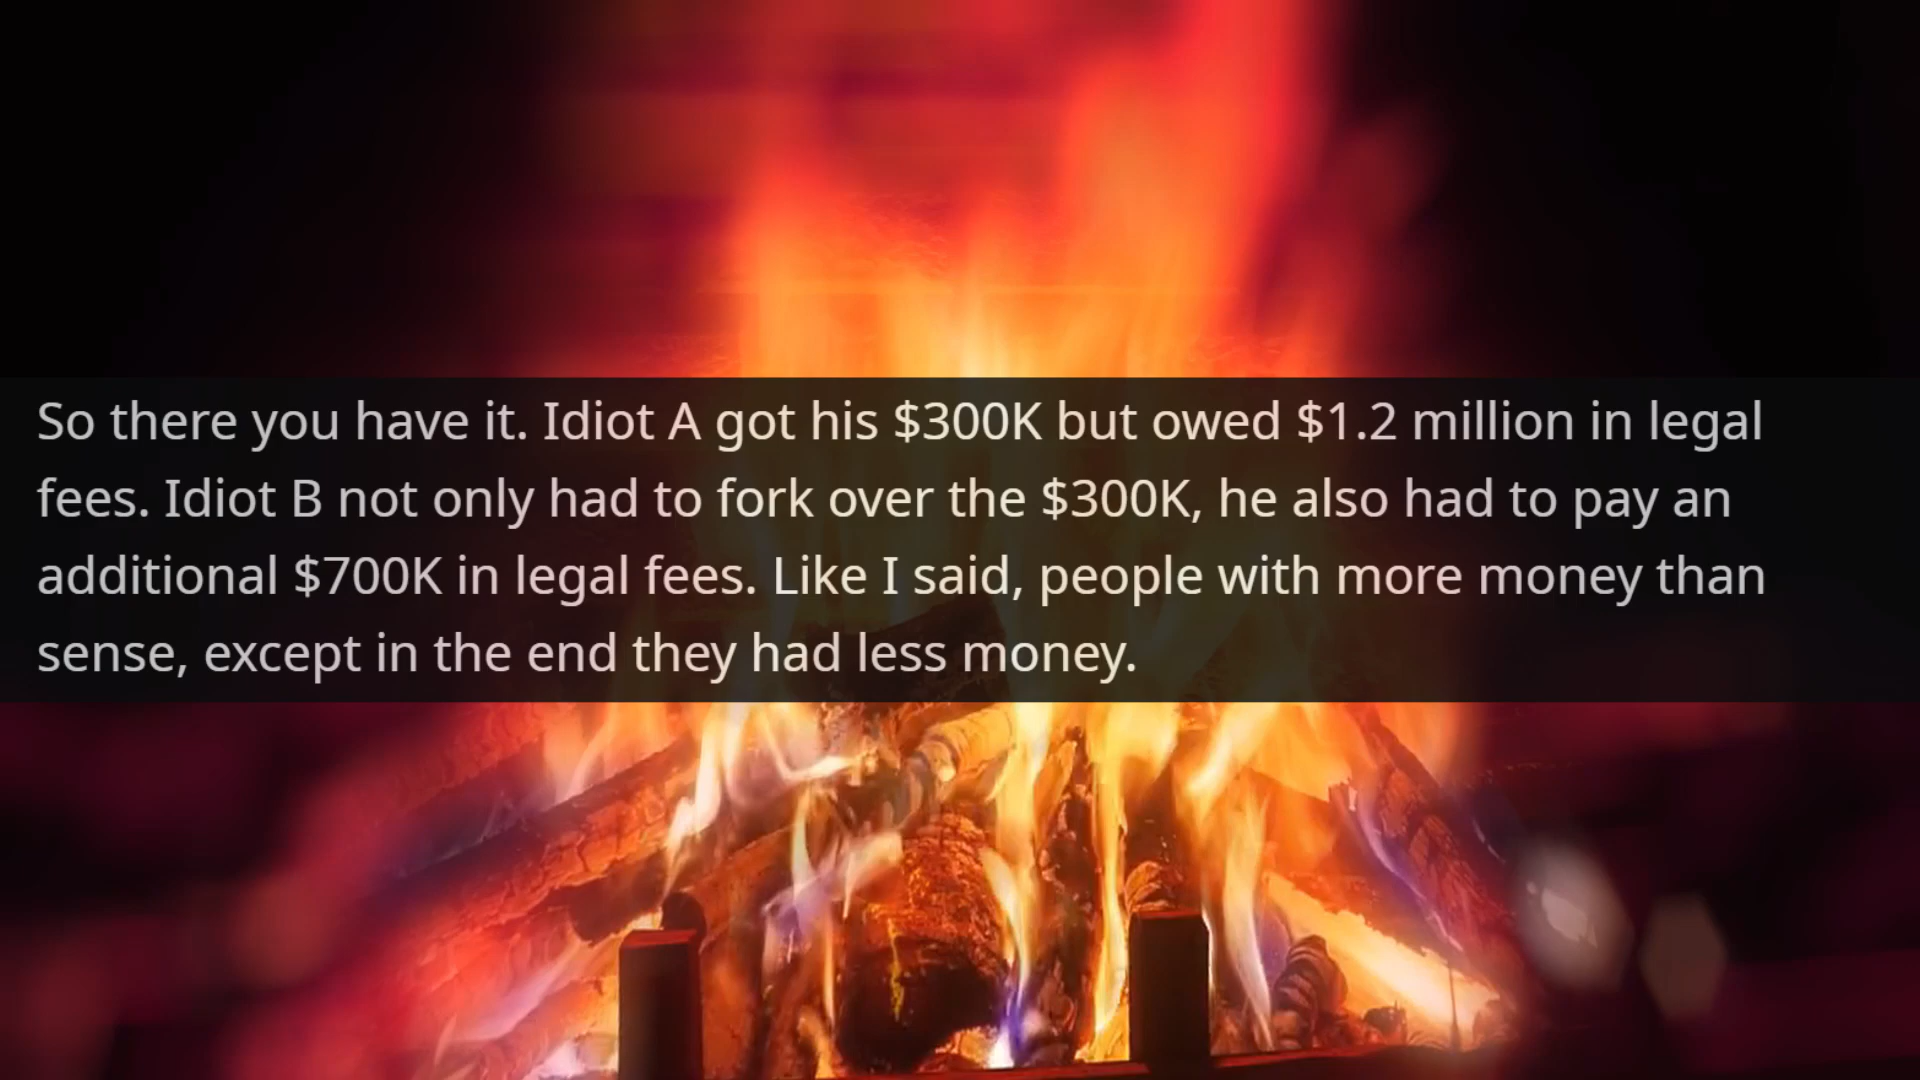 So there you have it. Idiot A got his $300K but owed $1.2 million in legal
fees. Idiot B not only had to fork over the $300K, he also had to pay an
additional $700K in legal fees. Like I said, people with more money than
sense, except in the end they had less money.